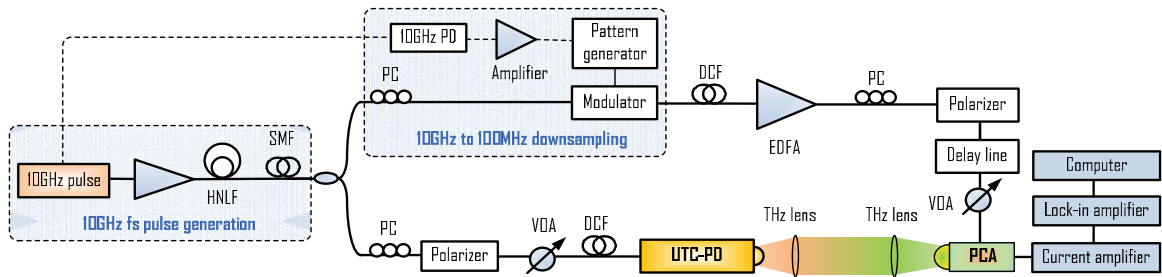 10GHz PD
Amplifier
Pattern
generator
PC
Modulator
10GHz to 100MHz downsampling
DCF
EDFA
PC
Polarizer
Delay line
VOA
Computer
Lock-in amplifier
Current amplifier
SMF
10GHz pulse
HNLF
10GHz fs pulse generation
PC
Polarizer
VOA
DCF
UTC-PD
THz lens
THz lens
PCA